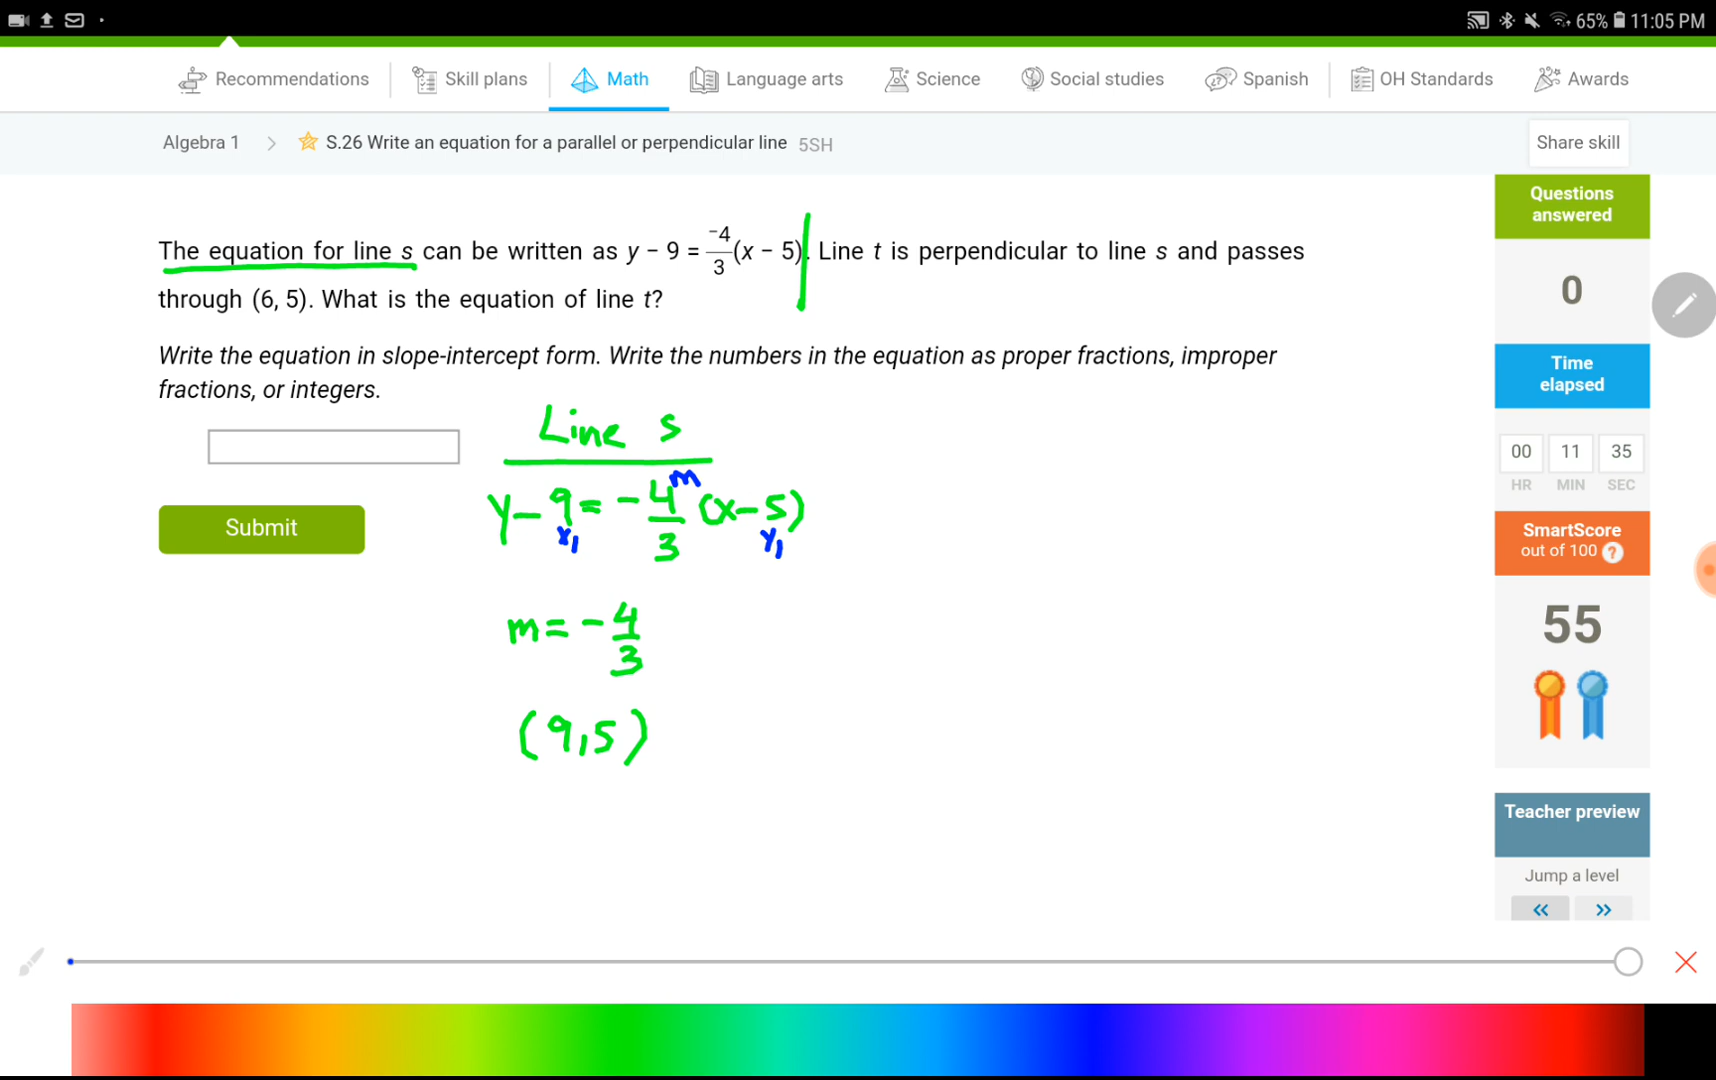 65% 11:05 PM
Recommendations Skill plans Math Language arts Science Social studies Spanish OH Standards Awards
Algebra 1 > S.26 Write an equation for a parallel or perpendicular line 5SH
Share skill
The equation for line s can be written as y − 9 = -4/3(x − 5). Line t is perpendicular to line s and passes
through (6, 5). What is the equation of line t?
Write the equation in slope-intercept form. Write the numbers in the equation as proper fractions, improper
fractions, or integers.
Submit
Line s
m
y − 9 = − 4/3 (x − 5)
x1 y1
m = − 4/3
(9,5)
Questions
answered
0
Time
elapsed
00 11 35
HR MIN SEC
SmartScore
out of 100 ?
55
Teacher preview
Jump a level
« »